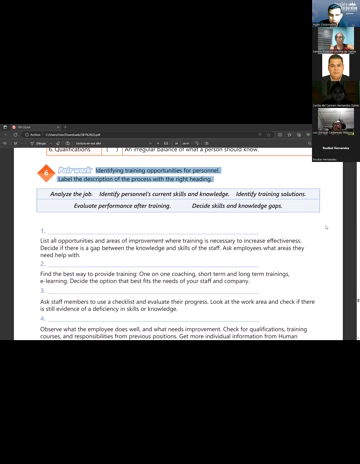 6. Qualifications [ ] An irregular balance of what a person should know.
6 Pairwork Identifying training opportunities for personnel.
Label the description of the process with the right heading.
Analyze the job. Identify personnel's current skills and knowledge. Identify training solutions.
Evaluate performance after training. Decide skills and knowledge gaps.
1.
List all opportunities and areas of improvement where training is necessary to increase effectiveness.
Decide if there is a gap between the knowledge and skills of the staff. Ask employees what areas they
need help with.
2.
Find the best way to provide training: One on one coaching, short term and long term trainings,
e-learning. Decide the option that best fits the needs of your staff and company.
3.
Ask staff members to use a checklist and evaluate their progress. Look at the work area and check if there
is still evidence of a deficiency in skills or knowledge.
4.
Observe what the employee does well, and what needs improvement. Check for qualifications, training
courses, and responsibilities from previous positions. Get more individual information from Human